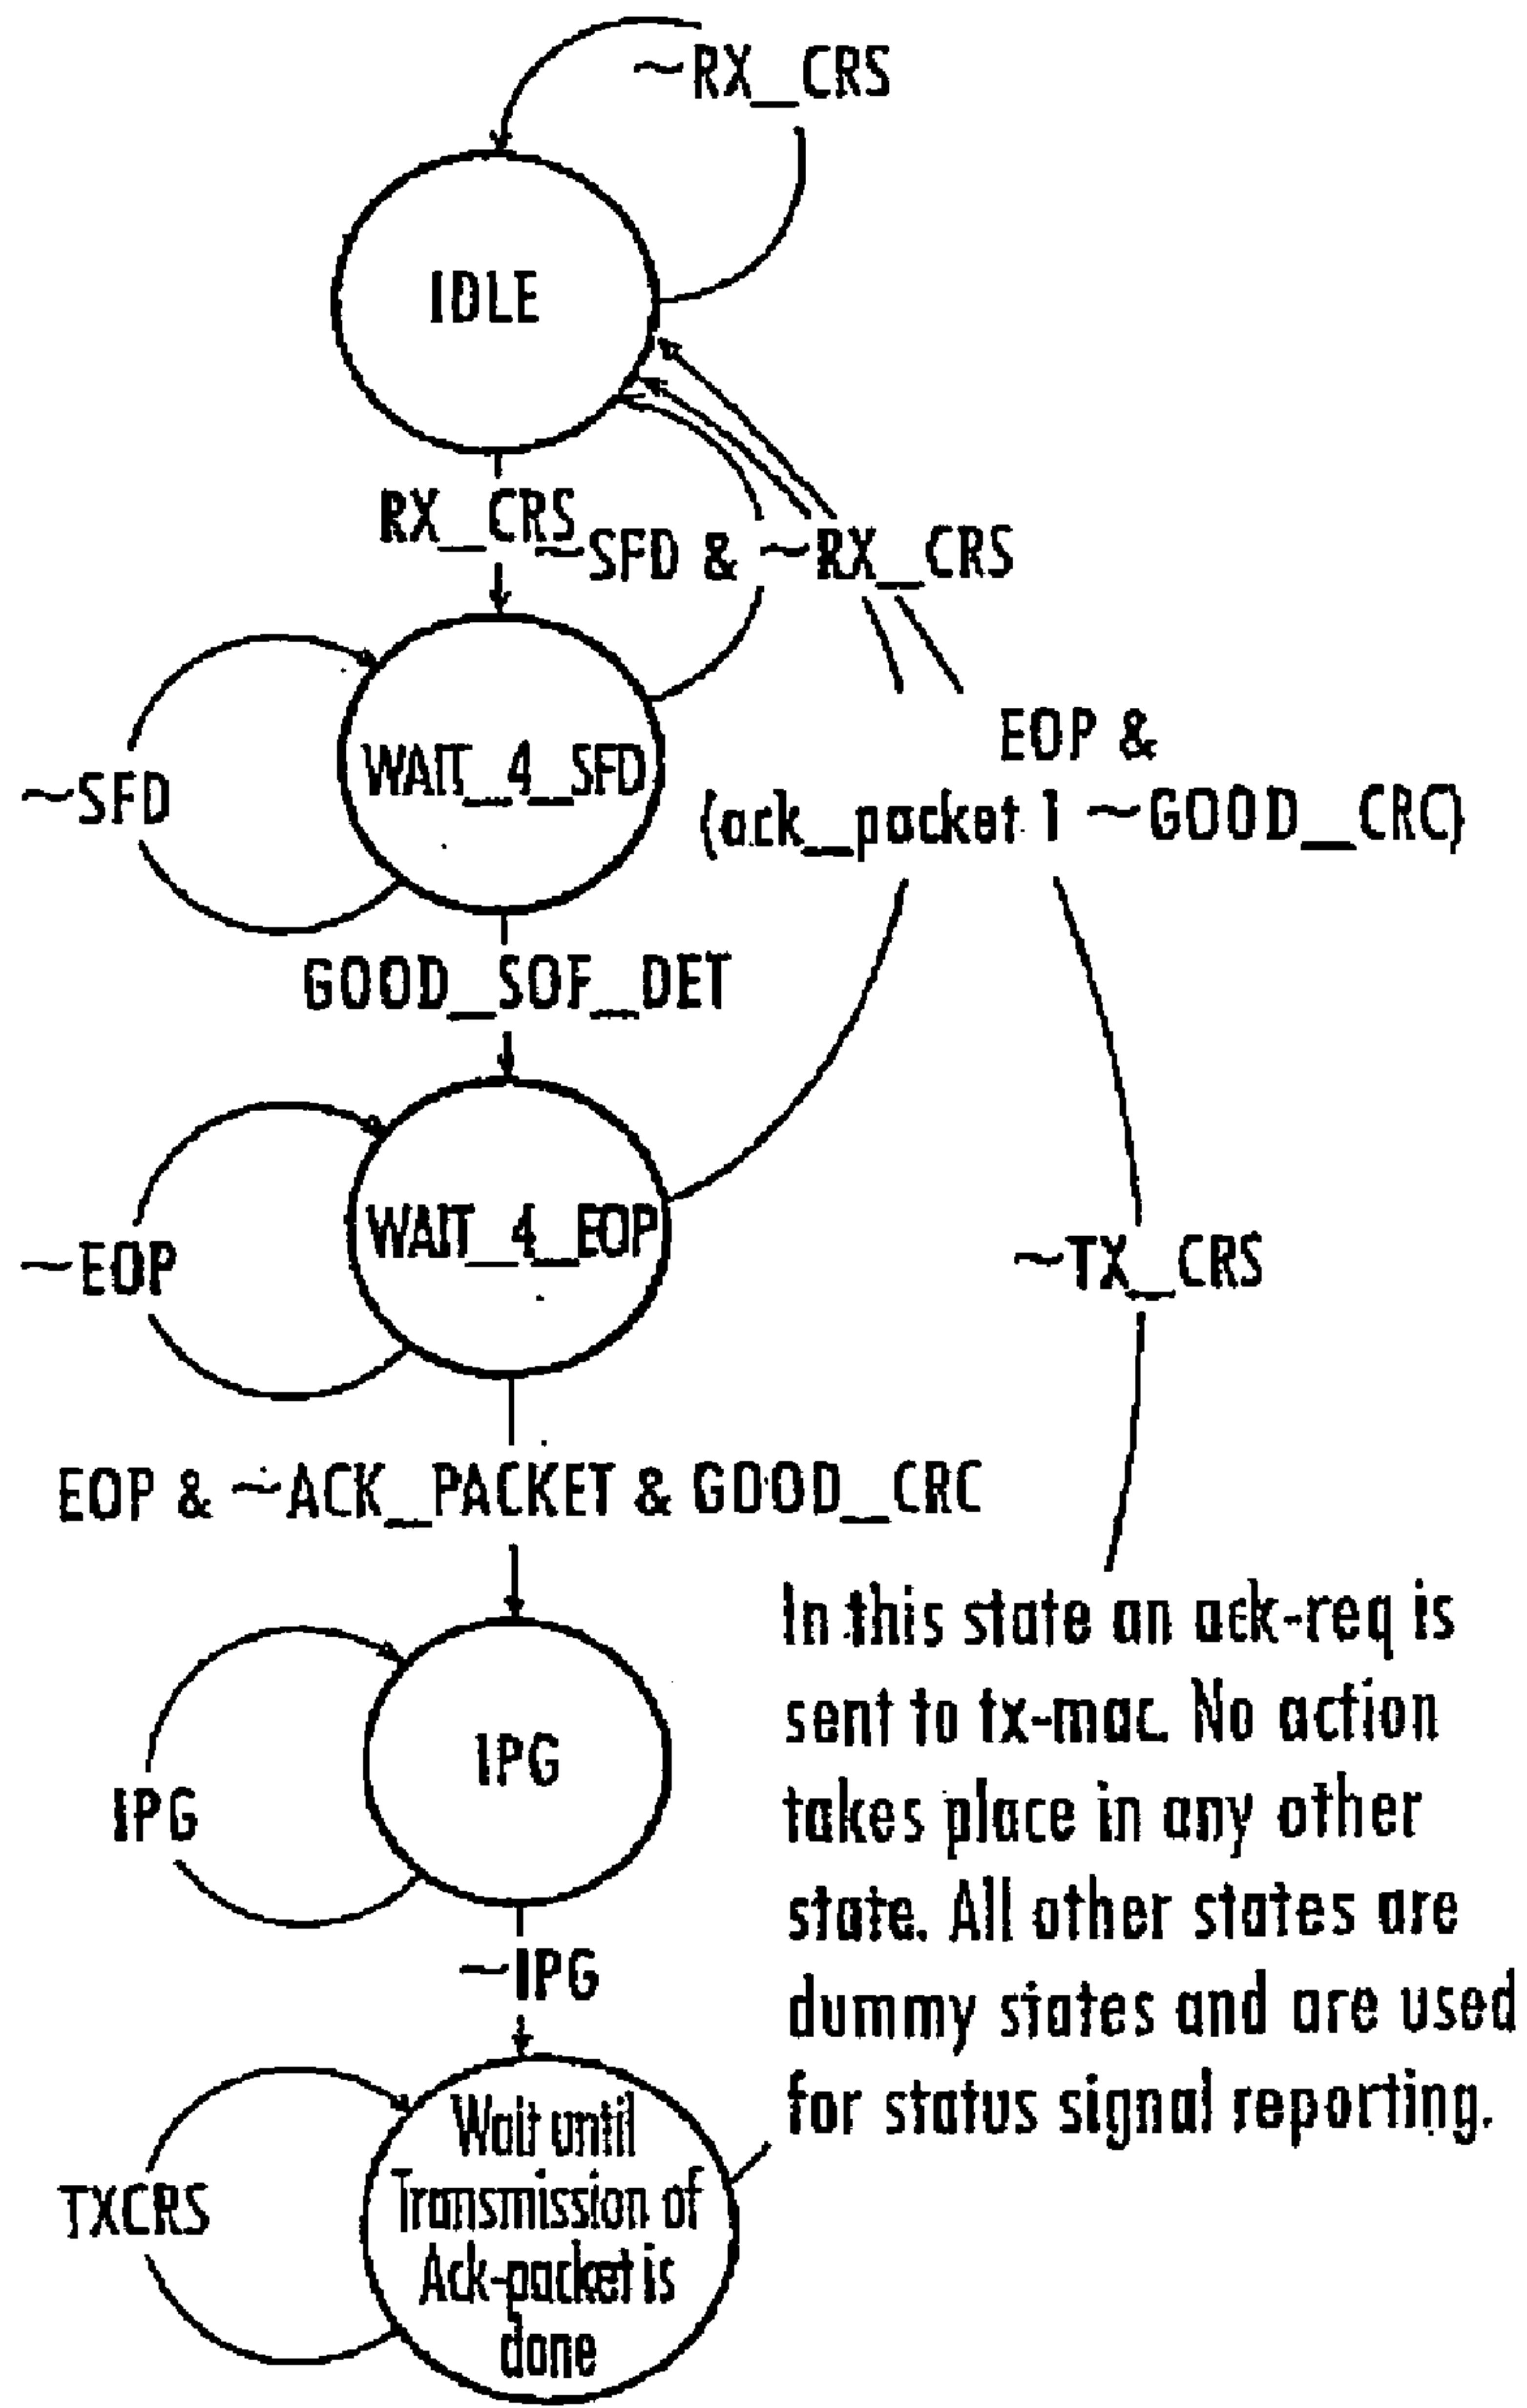 ~RX_CRS
IDLE
RX_CRS
~SFD & ~RX_CRS
WAIT_4_SFD
~SFD
EOP &
(ack_packet 1 ~GOOD_CRC)
GOOD_SOF_DET
WAIT_4_EOP
~EOP
~TX_CRS
EOP & ~ACK_PACKET & GOOD_CRC
In this state an ack-req is
sent to tx-mac. No action
takes place in any other
state. All other states are
dummy states and are used
for status signal reporting.
IPG
IPG
~IPG
Wait until
Transmission of
Ack-packet is
done
TXCRS